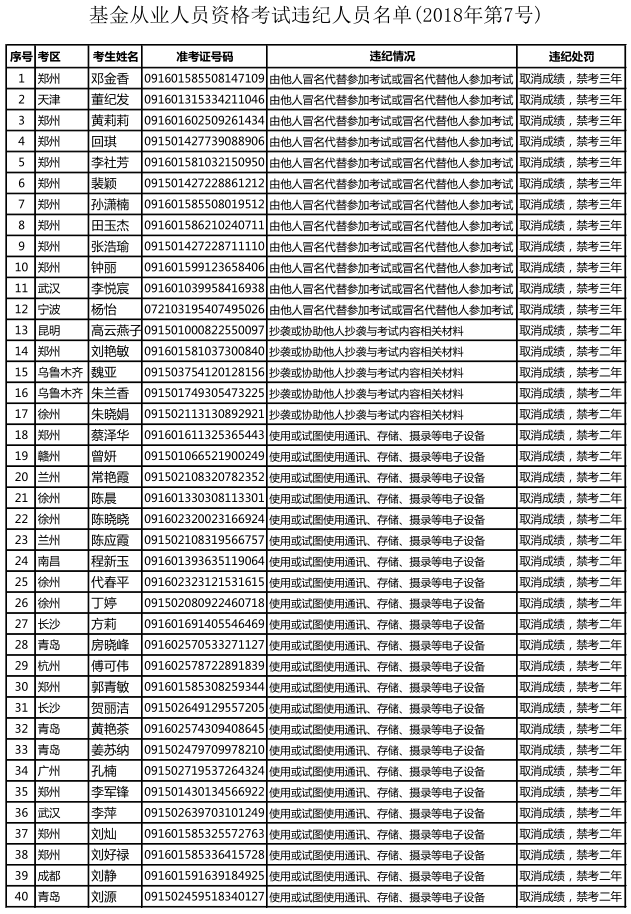 基金从业人员资格考试违纪人员名单(2018年第7号)
序号 考区 考生姓名 准考证号码 违纪情况 违纪处罚
1 郑州 邓金香 091601585508147109 由他人冒名代替参加考试或冒名代替他人参加考试 取消成绩，禁考三年
2 天津 董纪发 091601315334211046 由他人冒名代替参加考试或冒名代替他人参加考试 取消成绩，禁考三年
3 郑州 黄莉莉 091601602509261434 由他人冒名代替参加考试或冒名代替他人参加考试 取消成绩，禁考三年
4 郑州 回琪 091501427739088906 由他人冒名代替参加考试或冒名代替他人参加考试 取消成绩，禁考三年
5 郑州 李社芳 091601581032150950 由他人冒名代替参加考试或冒名代替他人参加考试 取消成绩，禁考三年
6 郑州 裴颖 091501427228861212 由他人冒名代替参加考试或冒名代替他人参加考试 取消成绩，禁考三年
7 郑州 孙潇楠 091601585508019512 由他人冒名代替参加考试或冒名代替他人参加考试 取消成绩，禁考三年
8 郑州 田玉杰 091601586210240711 由他人冒名代替参加考试或冒名代替他人参加考试 取消成绩，禁考三年
9 郑州 张浩瑜 091501427228711110 由他人冒名代替参加考试或冒名代替他人参加考试 取消成绩，禁考三年
10 郑州 钟丽 091601599123658406 由他人冒名代替参加考试或冒名代替他人参加考试 取消成绩，禁考三年
11 武汉 李悦宸 091601039958416938 由他人冒名代替参加考试或冒名代替他人参加考试 取消成绩，禁考三年
12 宁波 杨怡 072103195407495026 由他人冒名代替参加考试或冒名代替他人参加考试 取消成绩，禁考三年
13 昆明 高云燕子 091501000822550097 抄袭或协助他人抄袭与考试内容相关材料 取消成绩，禁考二年
14 郑州 刘艳敏 091601581037300840 抄袭或协助他人抄袭与考试内容相关材料 取消成绩，禁考二年
15 乌鲁木齐 魏亚 091503754120128156 抄袭或协助他人抄袭与考试内容相关材料 取消成绩，禁考二年
16 乌鲁木齐 朱兰香 091501749305473225 抄袭或协助他人抄袭与考试内容相关材料 取消成绩，禁考二年
17 徐州 朱晓娟 091502113130892921 抄袭或协助他人抄袭与考试内容相关材料 取消成绩，禁考二年
18 郑州 蔡泽华 091601611325365443 使用或试图使用通讯、存储、摄录等电子设备 取消成绩，禁考二年
19 赣州 曾妍 091501066521900249 使用或试图使用通讯、存储、摄录等电子设备 取消成绩，禁考二年
20 兰州 常艳霞 091502108320782352 使用或试图使用通讯、存储、摄录等电子设备 取消成绩，禁考二年
21 徐州 陈晨 091601330308113301 使用或试图使用通讯、存储、摄录等电子设备 取消成绩，禁考二年
22 徐州 陈晓晓 091602320023166924 使用或试图使用通讯、存储、摄录等电子设备 取消成绩，禁考二年
23 兰州 陈应霞 091502108319566757 使用或试图使用通讯、存储、摄录等电子设备 取消成绩，禁考二年
24 南昌 程新玉 091601393635119064 使用或试图使用通讯、存储、摄录等电子设备 取消成绩，禁考二年
25 徐州 代春平 091602323121531615 使用或试图使用通讯、存储、摄录等电子设备 取消成绩，禁考二年
26 徐州 丁婷 091502080922460718 使用或试图使用通讯、存储、摄录等电子设备 取消成绩，禁考二年
27 长沙 方莉 091601691405546469 使用或试图使用通讯、存储、摄录等电子设备 取消成绩，禁考二年
28 青岛 房晓峰 091602570533271127 使用或试图使用通讯、存储、摄录等电子设备 取消成绩，禁考二年
29 杭州 傅可伟 091602578722891839 使用或试图使用通讯、存储、摄录等电子设备 取消成绩，禁考二年
30 郑州 郭青敏 091601585308259344 使用或试图使用通讯、存储、摄录等电子设备 取消成绩，禁考二年
31 长沙 贺丽洁 091502649129557205 使用或试图使用通讯、存储、摄录等电子设备 取消成绩，禁考二年
32 青岛 黄艳茶 091602574309408645 使用或试图使用通讯、存储、摄录等电子设备 取消成绩，禁考二年
33 青岛 姜苏纳 091502479709978210 使用或试图使用通讯、存储、摄录等电子设备 取消成绩，禁考二年
34 广州 孔楠 091502719537264324 使用或试图使用通讯、存储、摄录等电子设备 取消成绩，禁考二年
35 郑州 李军锋 091501430134566922 使用或试图使用通讯、存储、摄录等电子设备 取消成绩，禁考二年
36 武汉 李萍 091502639703101249 使用或试图使用通讯、存储、摄录等电子设备 取消成绩，禁考二年
37 郑州 刘灿 091601585325572763 使用或试图使用通讯、存储、摄录等电子设备 取消成绩，禁考二年
38 郑州 刘好禄 091601585336415728 使用或试图使用通讯、存储、摄录等电子设备 取消成绩，禁考二年
39 成都 刘静 091601591639184925 使用或试图使用通讯、存储、摄录等电子设备 取消成绩，禁考二年
40 青岛 刘源 091502459518340127 使用或试图使用通讯、存储、摄录等电子设备 取消成绩，禁考二年